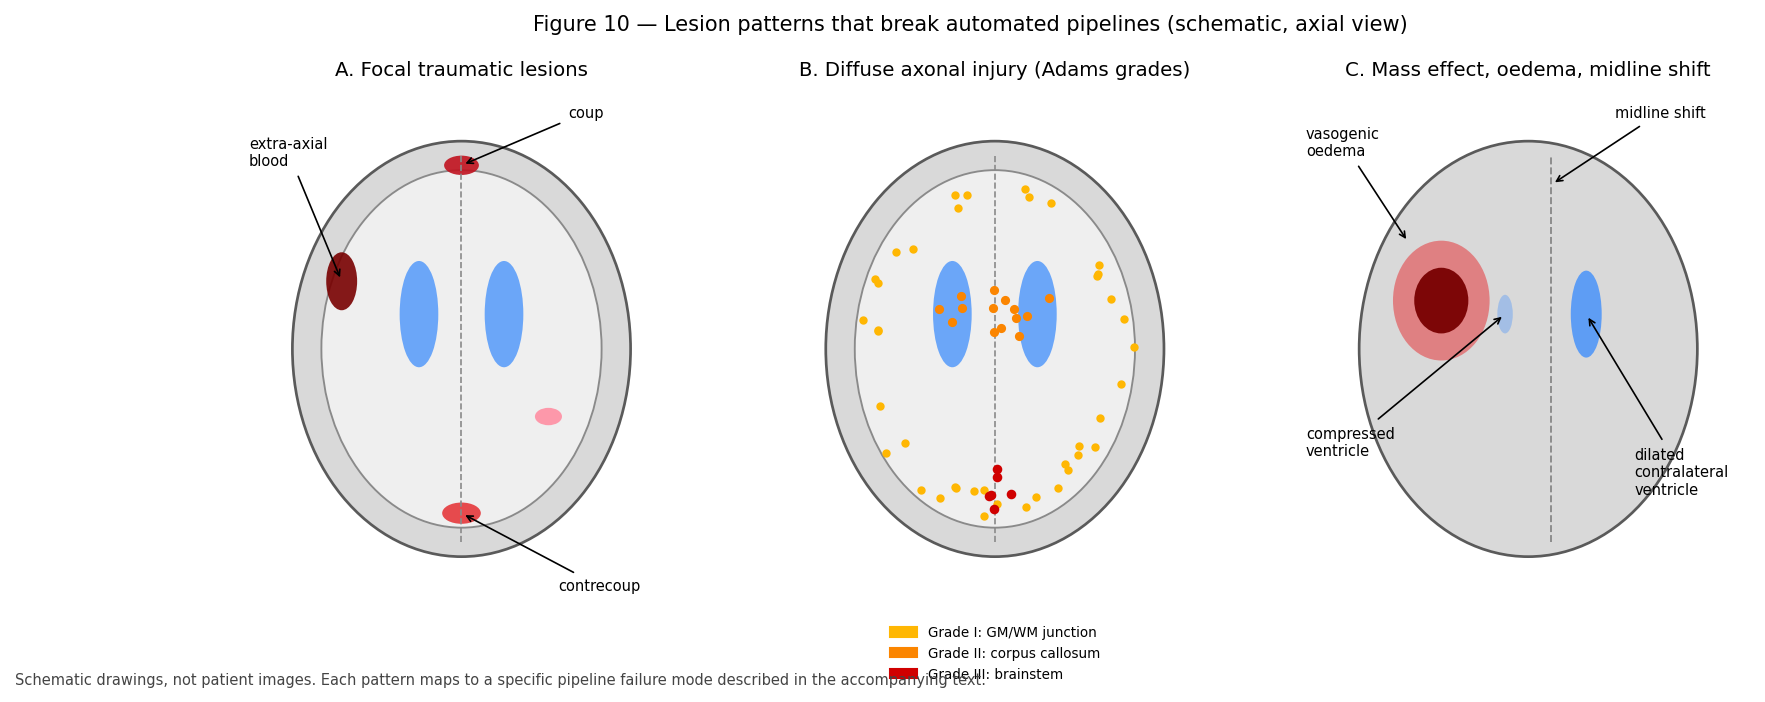 Figure 10 — Lesion patterns that break automated pipelines (schematic, axial view)
A. Focal traumatic lesions
coup
extra-axial
blood
contrecoup
B. Diffuse axonal injury (Adams grades)
Grade I: GM/WM junction
Grade II: corpus callosum
Grade III: brainstem
C. Mass effect, oedema, midline shift
midline shift
vasogenic
oedema
compressed
ventricle
dilated
contralateral
ventricle
Schematic drawings, not patient images. Each pattern maps to a specific pipeline failure mode described in the accompanying text.